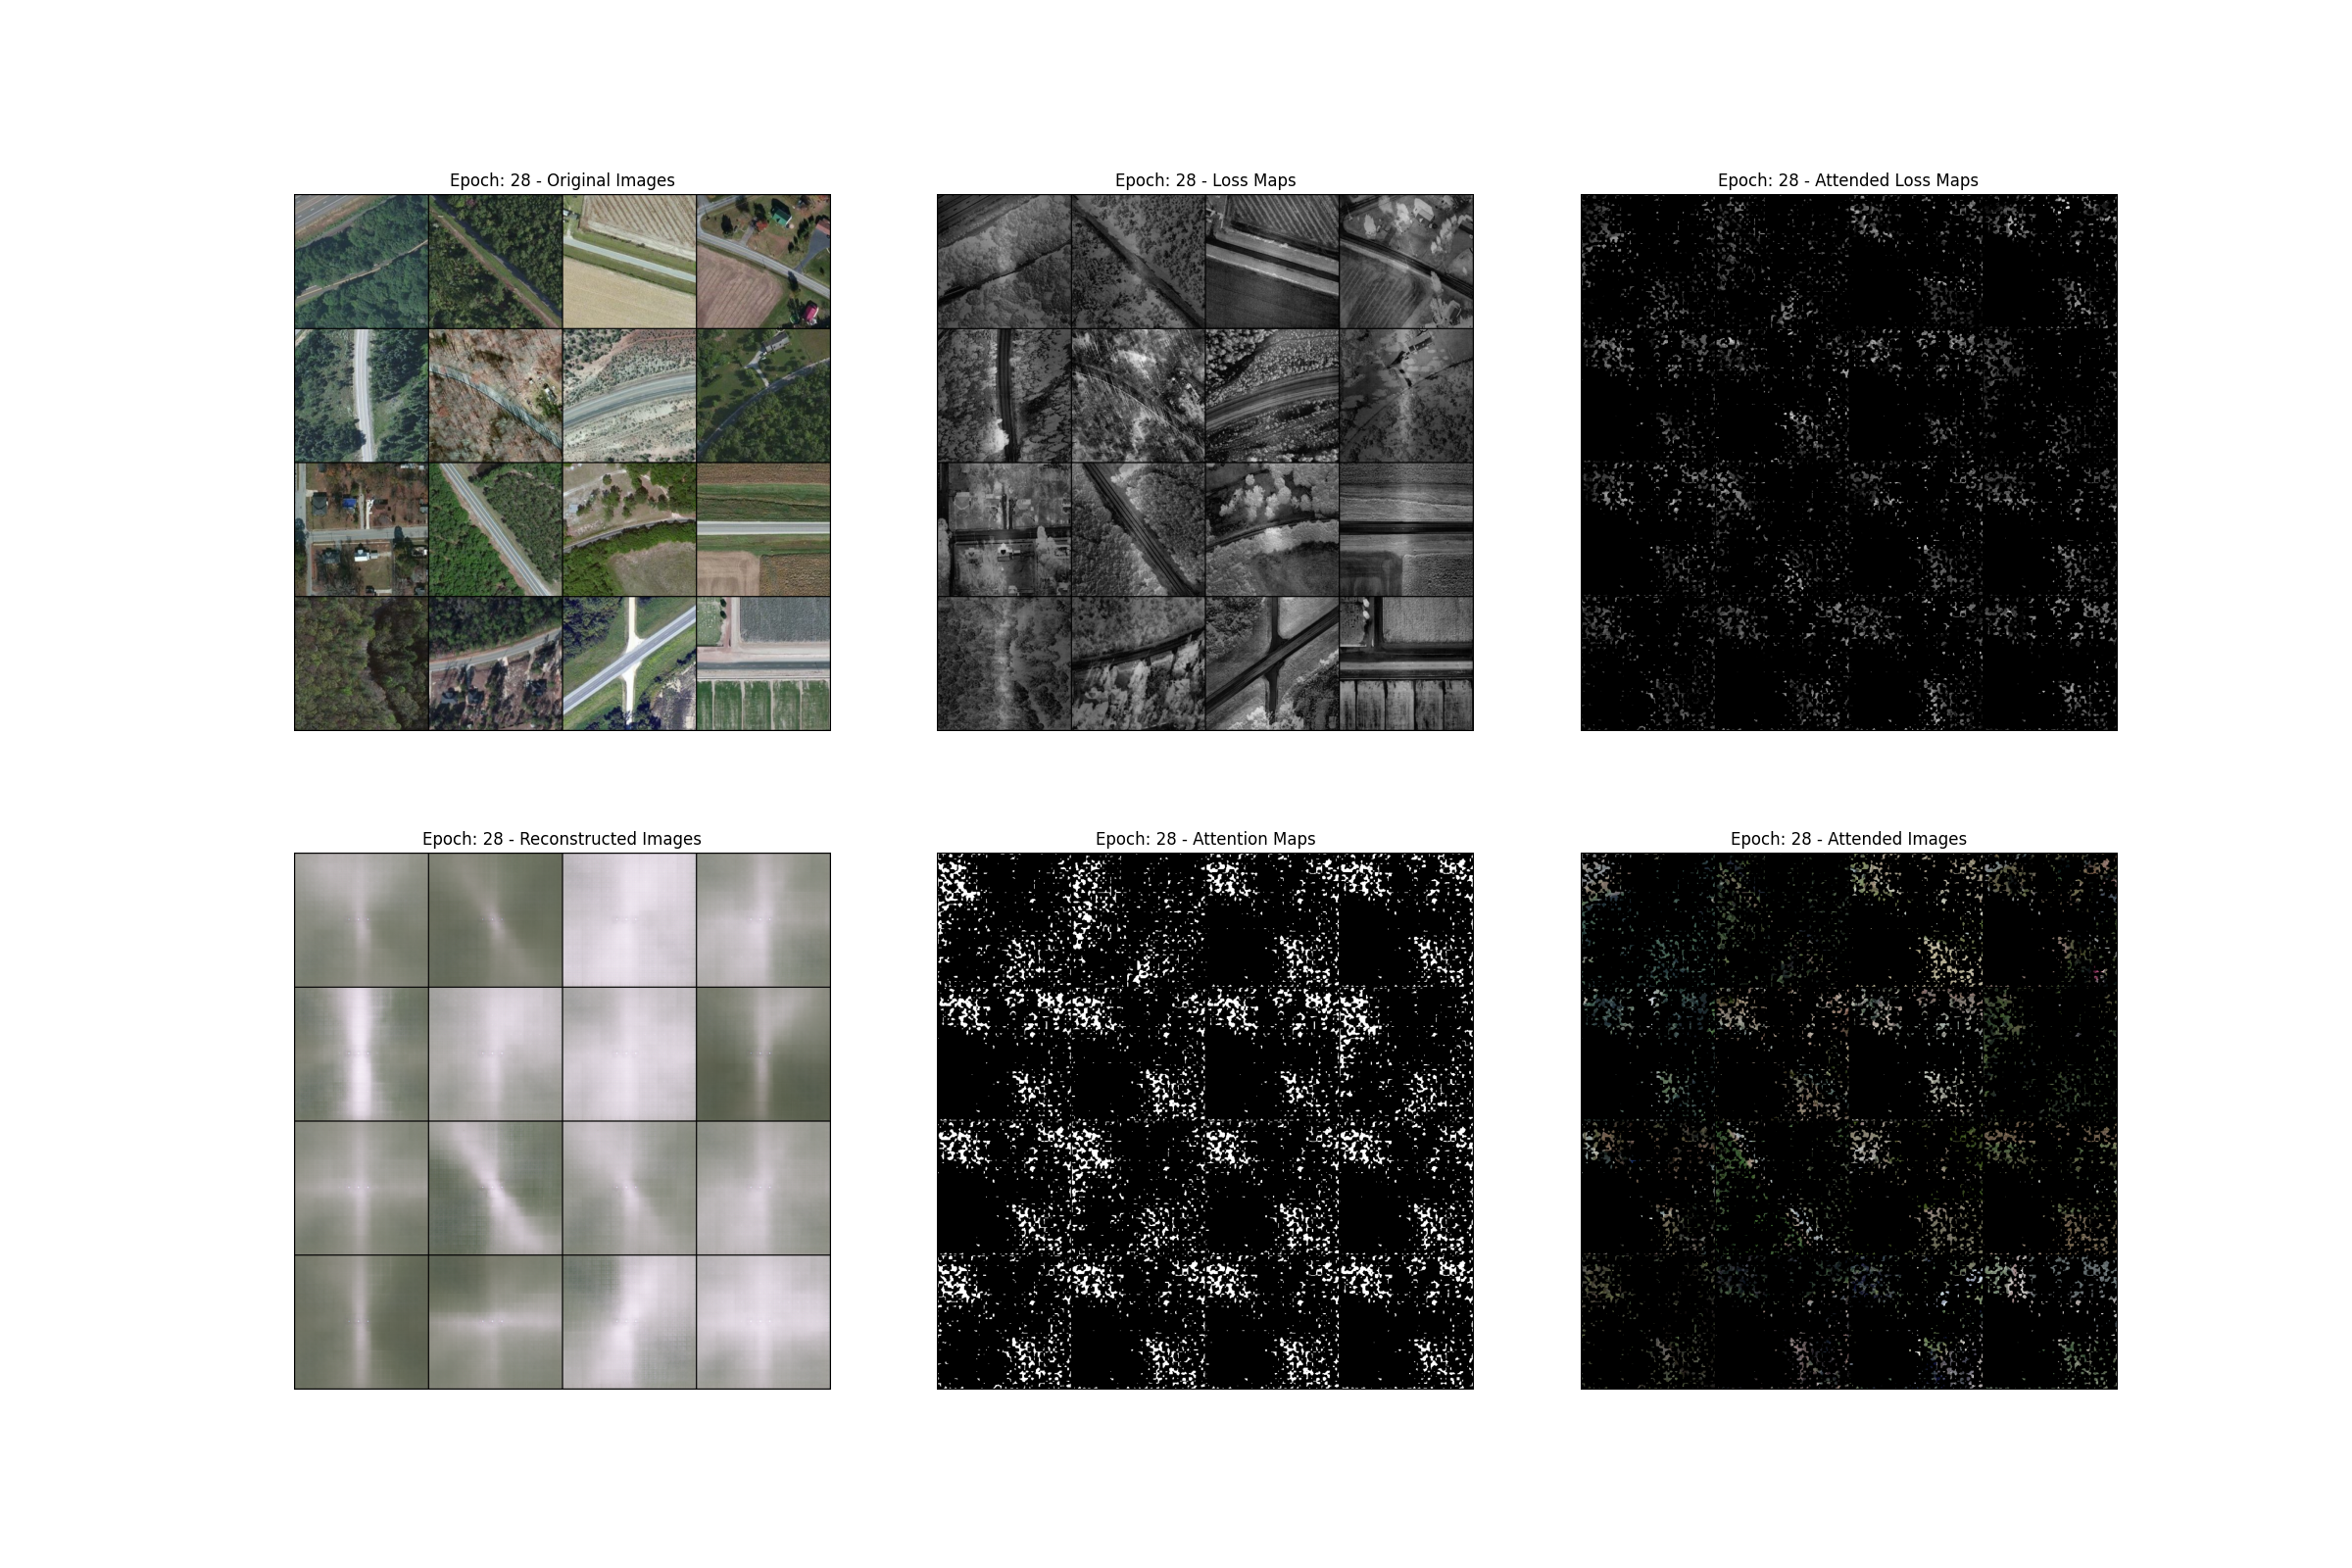 Epoch: 28 - Original Images
Epoch: 28 - Loss Maps
Epoch: 28 - Attended Loss Maps
Epoch: 28 - Reconstructed Images
Epoch: 28 - Attention Maps
Epoch: 28 - Attended Images